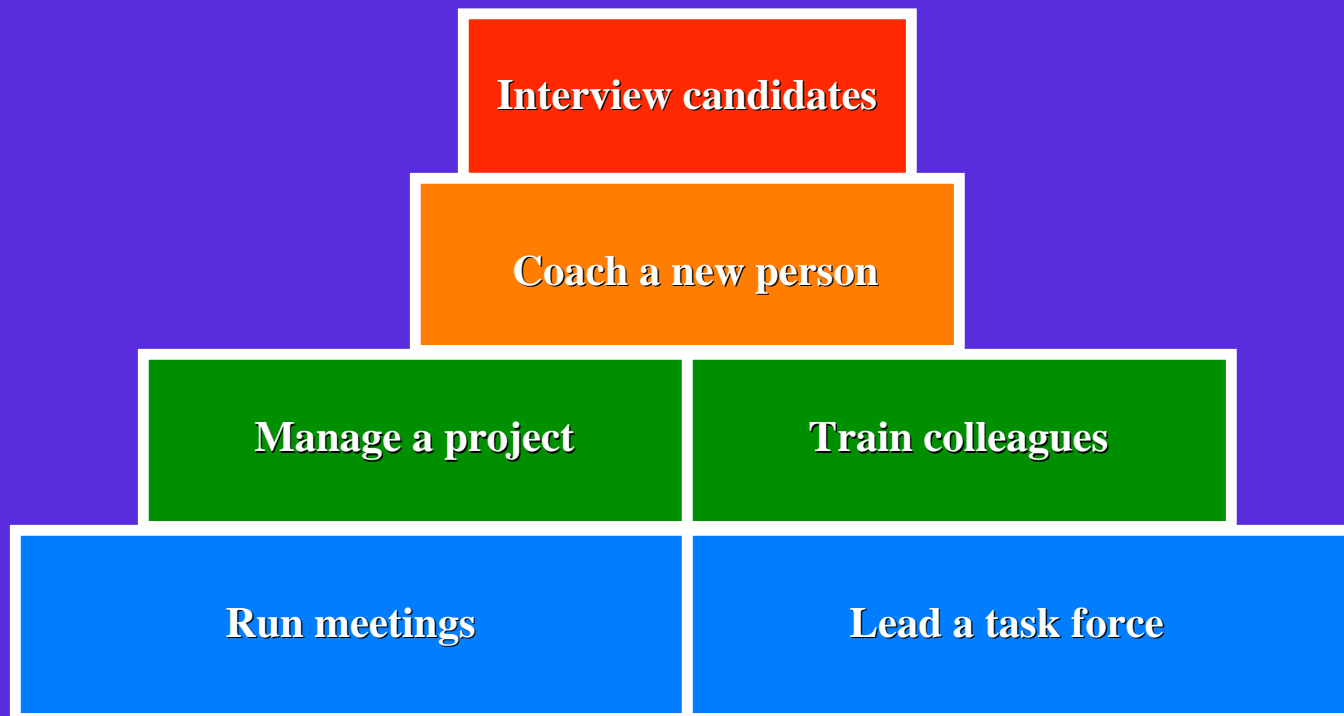 Interview candidates
Coach a new person
Manage a project
Train colleagues
Run meetings
Lead a task force